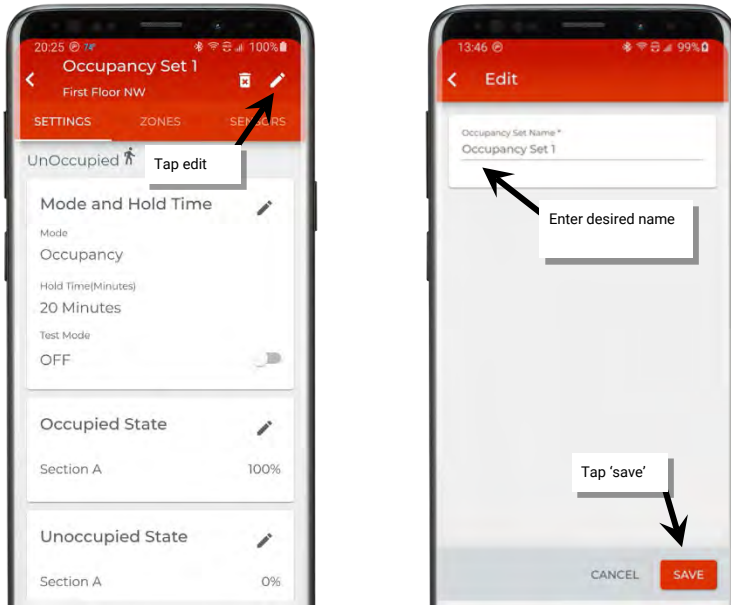 20:25 74° 100%
Occupancy Set 1
First Floor NW
SETTINGS ZONES SENSORS
UnOccupied
Tap edit
Mode and Hold Time
Mode
Occupancy
Hold Time(Minutes)
20 Minutes
Test Mode
OFF
Occupied State
Section A 100%
Unoccupied State
Section A 0%
13:46 99%
Edit
Occupancy Set Name *
Occupancy Set 1
Enter desired name
Tap ‘save’
CANCEL SAVE